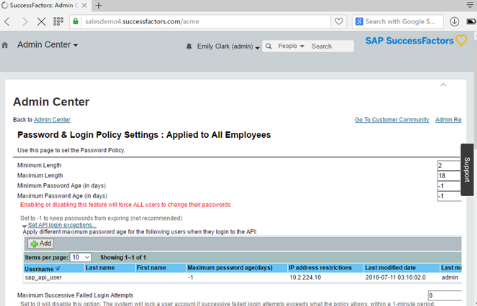 SuccessFactors: Admin Center
salesdemo4.successfactors.com/acme
Search with Google
Admin Center
Emily Clark (admin)
People
Search
SAP SuccessFactors
Admin Center
Back to Admin Center
Go To Customer Community
Admin Re
Password & Login Policy Settings : Applied to All Employees
Use this page to set the Password Policy.
Minimum Length 2
Maximum Length 18
Minimum Password Age (in days) -1
Maximum Password Age (in days) -1
Enabling or disabling this feature will force ALL users to change their passwords
Support
Set to -1 to keep passwords from expiring (not recommended)
Set API login exceptions...
Apply different maximum password age for the following users when they login to the API:
Add
Items per page: 10 Showing 1-1 of 1
Username Last name First name Maximum password age(days) IP address restrictions Last modified date Last m
sap_api_user -1 10.2.224.10 2016-07-11 03:16:02.0 admin
Maximum Successive Failed Login Attempts 0
Set to 0 will disable this option. The system will lock a user account if successive failed login attempts exceeds what the policy allows, within a 1-minute period.